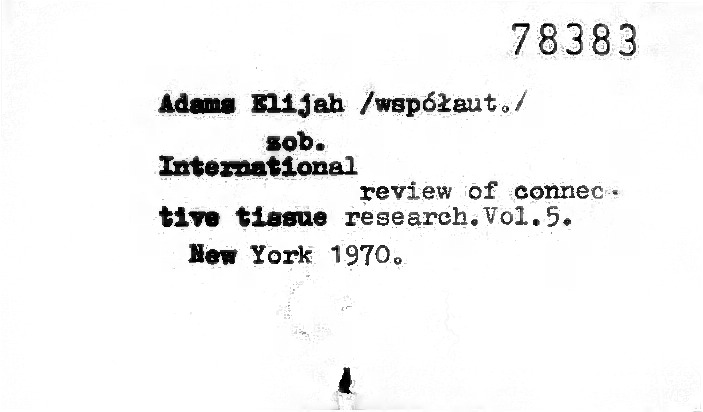 78383
Adams Elijah /współaut./
zob.
International
review of connec-
tive tissue research.Vol.5.
New York 1970.